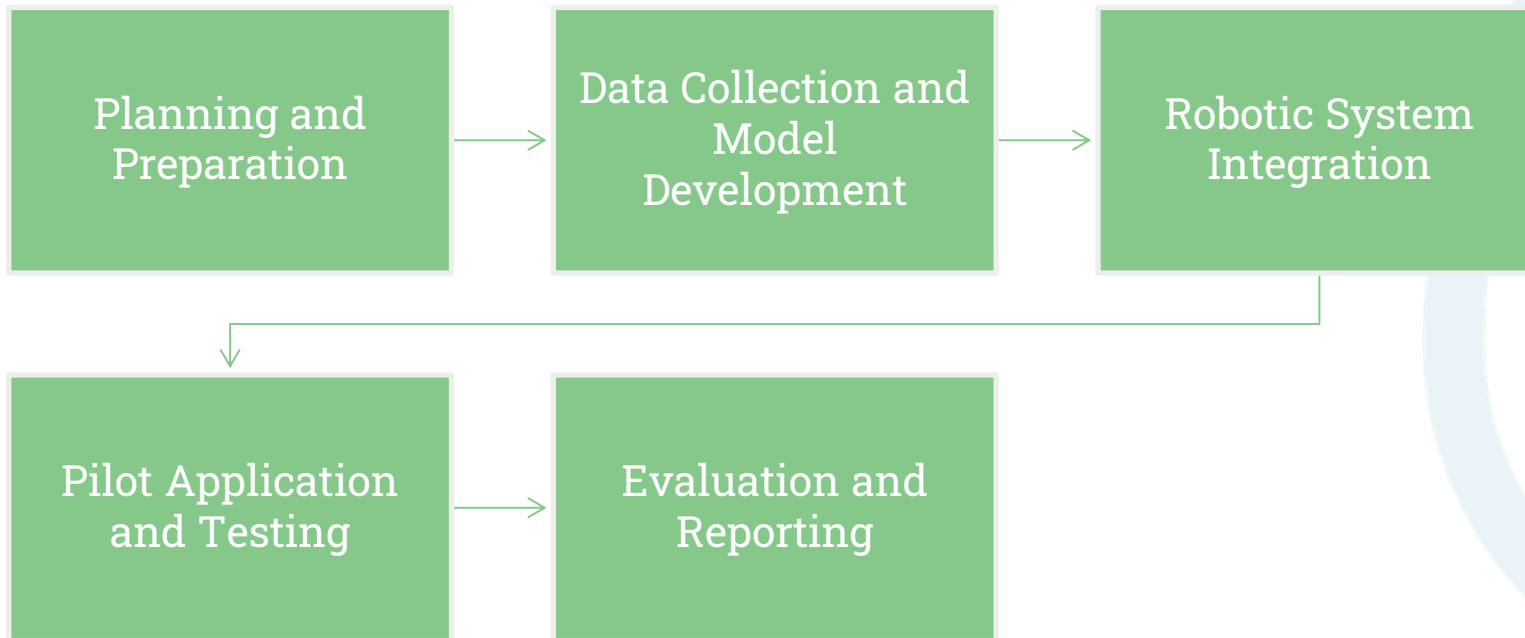 Planning and
Preparation
Data Collection and
Model
Development
Robotic System
Integration
Pilot Application
and Testing
Evaluation and
Reporting